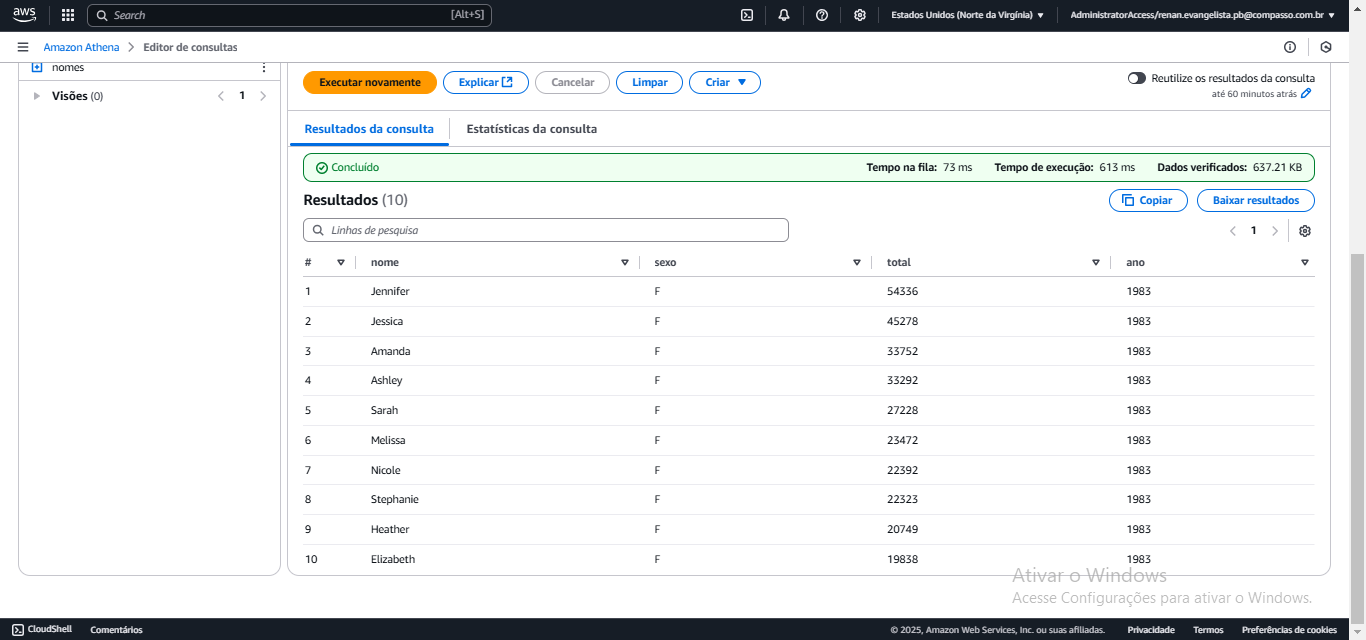 aws Search [Alt+S] Estados Unidos (Norte da Virgínia) AdministratorAccess/renan.evangelista.pb@compasso.com.br
Amazon Athena Editor de consultas
nomes
Visões (0) 1
Executar novamente Explicar Cancelar Limpar Criar
Reutilize os resultados da consulta
até 60 minutos atrás
Resultados da consulta Estatísticas da consulta
Concluído Tempo na fila: 73 ms Tempo de execução: 613 ms Dados verificados: 637.21 KB
Resultados (10) Copiar Baixar resultados
Linhas de pesquisa 1
# nome sexo total ano
1 Jennifer F 54336 1983
2 Jessica F 45278 1983
3 Amanda F 33752 1983
4 Ashley F 33292 1983
5 Sarah F 27228 1983
6 Melissa F 23472 1983
7 Nicole F 22392 1983
8 Stephanie F 22323 1983
9 Heather F 20749 1983
10 Elizabeth F 19838 1983
Ativar o Windows
Acesse Configurações para ativar o Windows.
CloudShell Comentários © 2025, Amazon Web Services, Inc. ou suas afiliadas. Privacidade Termos Preferências de cookies